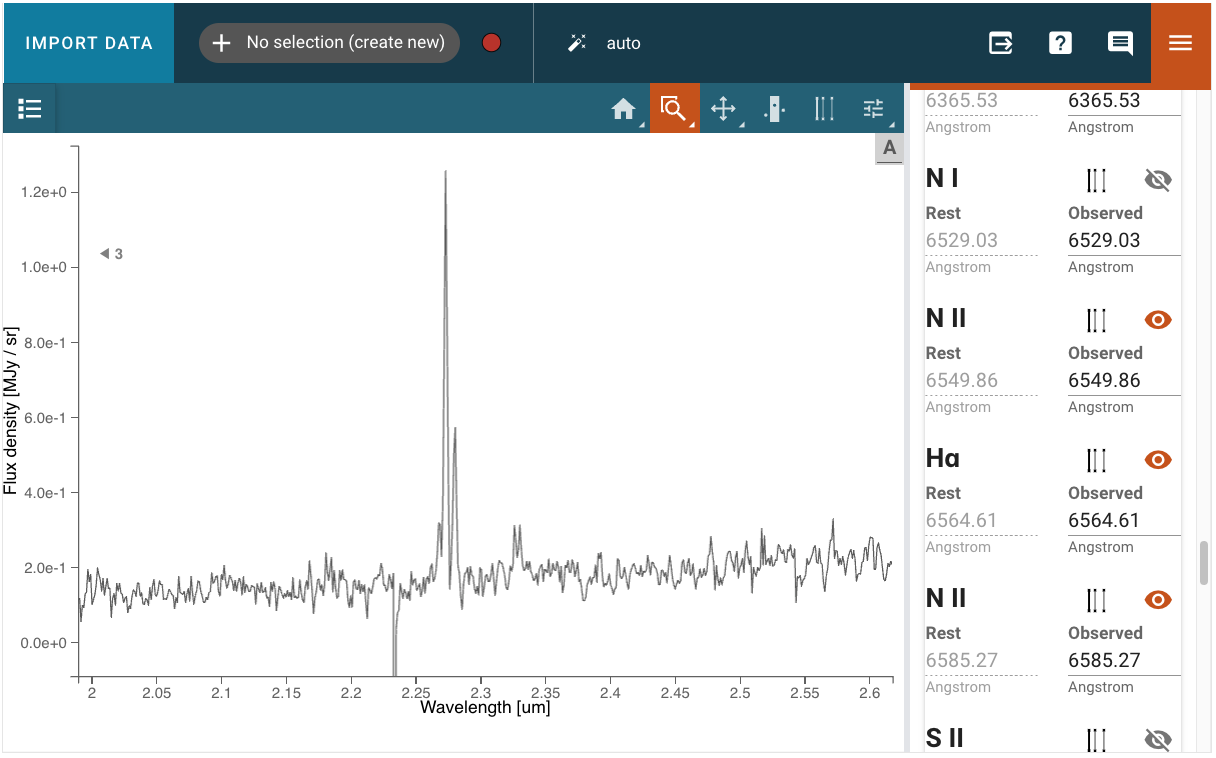 IMPORT DATA
No selection (create new)
auto
A
1.2e+0
1.0e+0
8.0e-1
6.0e-1
4.0e-1
2.0e-1
0.0e+0
Flux density [MJy / sr]
3
2 2.05 2.1 2.15 2.2 2.25 2.3 2.35 2.4 2.45 2.5 2.55 2.6
Wavelength [um]
6365.53 6365.53
Angstrom Angstrom
N I
Rest Observed
6529.03 6529.03
Angstrom Angstrom
N II
Rest Observed
6549.86 6549.86
Angstrom Angstrom
Hα
Rest Observed
6564.61 6564.61
Angstrom Angstrom
N II
Rest Observed
6585.27 6585.27
Angstrom Angstrom
S II